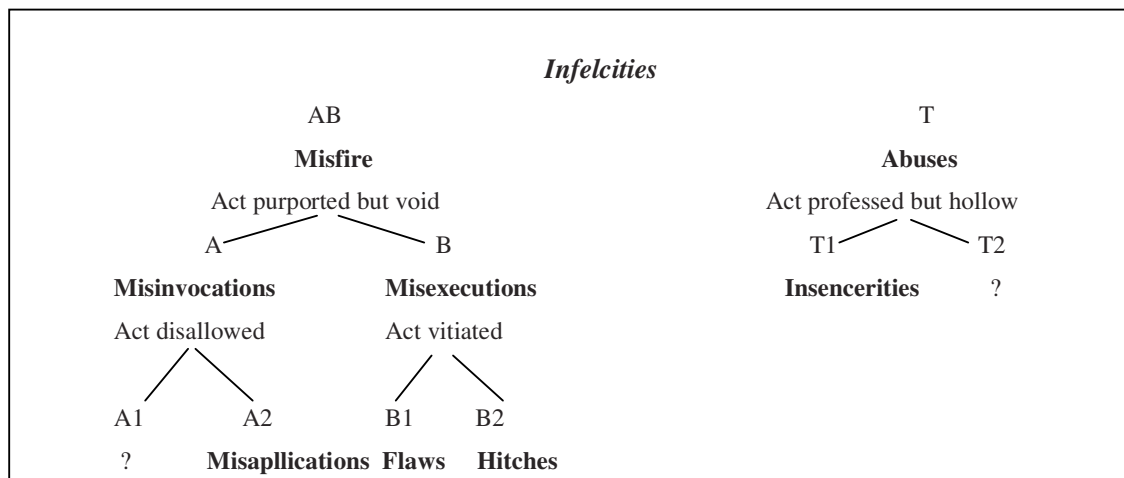 Infelcities
AB T
Misfire Abuses
Act purported but void Act professed but hollow
A B T1 T2
Misinvocations Misexecutions Insencerities ?
Act disallowed Act vitiated
A1 A2 B1 B2
? Misapllications Flaws Hitches